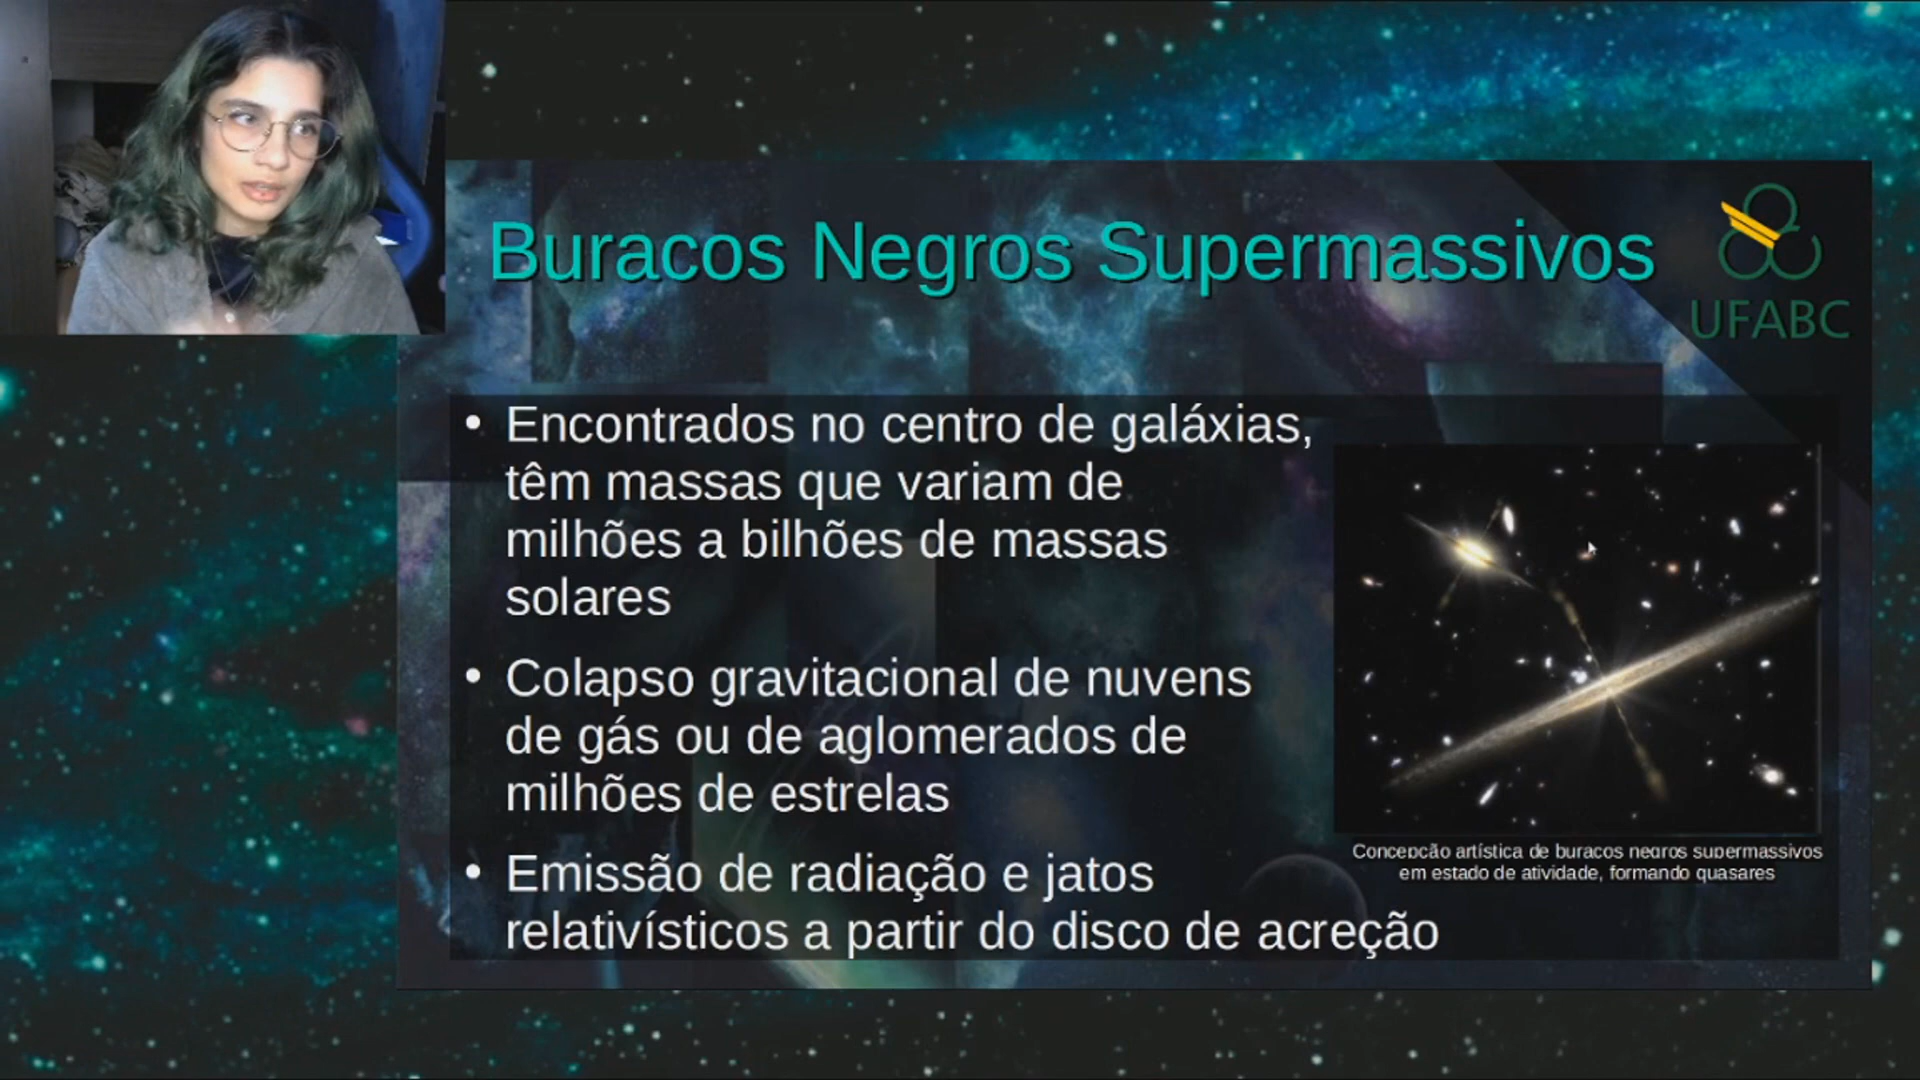 Buracos Negros Supermassivos
UFABC
• Encontrados no centro de galáxias,
têm massas que variam de
milhões a bilhões de massas
solares
• Colapso gravitacional de nuvens
de gás ou de aglomerados de
milhões de estrelas
• Emissão de radiação e jatos
relativísticos a partir do disco de acreção
Concepção artística de buracos negros supermassivos
em estado de atividade, formando quasares